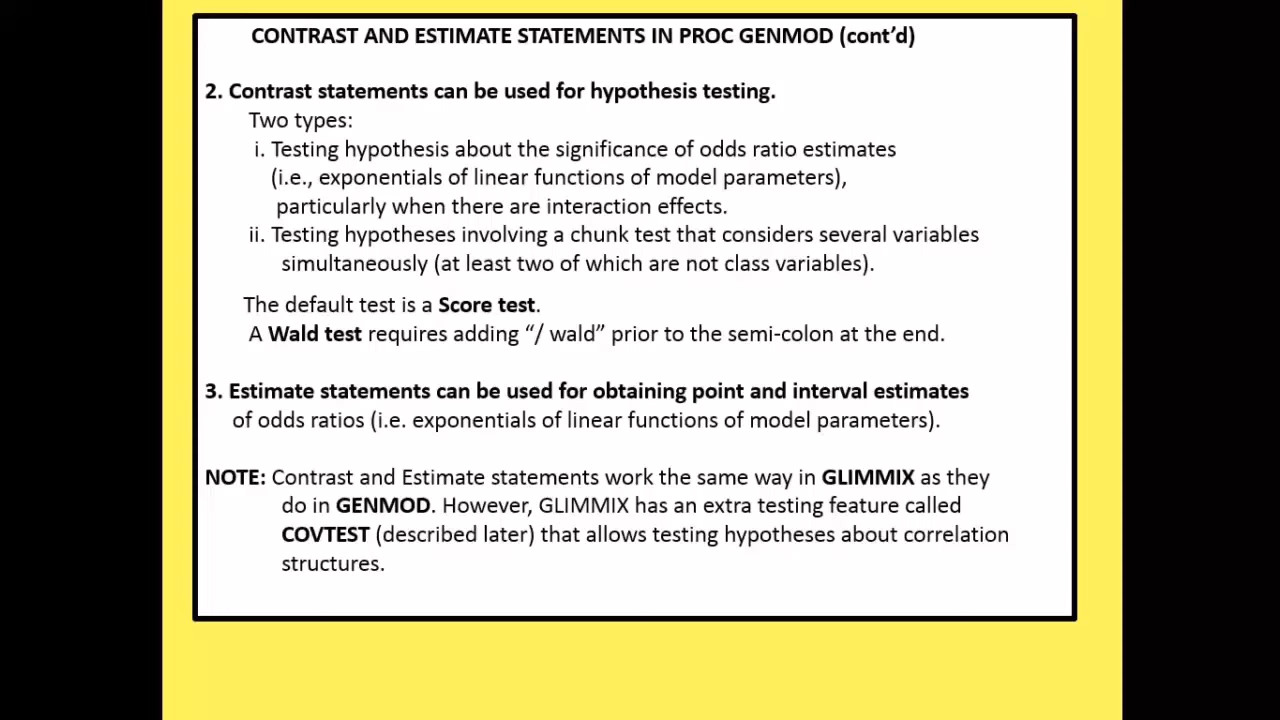 CONTRAST AND ESTIMATE STATEMENTS IN PROC GENMOD (cont’d)
2. Contrast statements can be used for hypothesis testing.
Two types:
i. Testing hypothesis about the significance of odds ratio estimates
(i.e., exponentials of linear functions of model parameters),
particularly when there are interaction effects.
ii. Testing hypotheses involving a chunk test that considers several variables
simultaneously (at least two of which are not class variables).
The default test is a Score test.
A Wald test requires adding “/ wald” prior to the semi-colon at the end.
3. Estimate statements can be used for obtaining point and interval estimates
of odds ratios (i.e. exponentials of linear functions of model parameters).
NOTE: Contrast and Estimate statements work the same way in GLIMMIX as they
do in GENMOD. However, GLIMMIX has an extra testing feature called
COVTEST (described later) that allows testing hypotheses about correlation
structures.